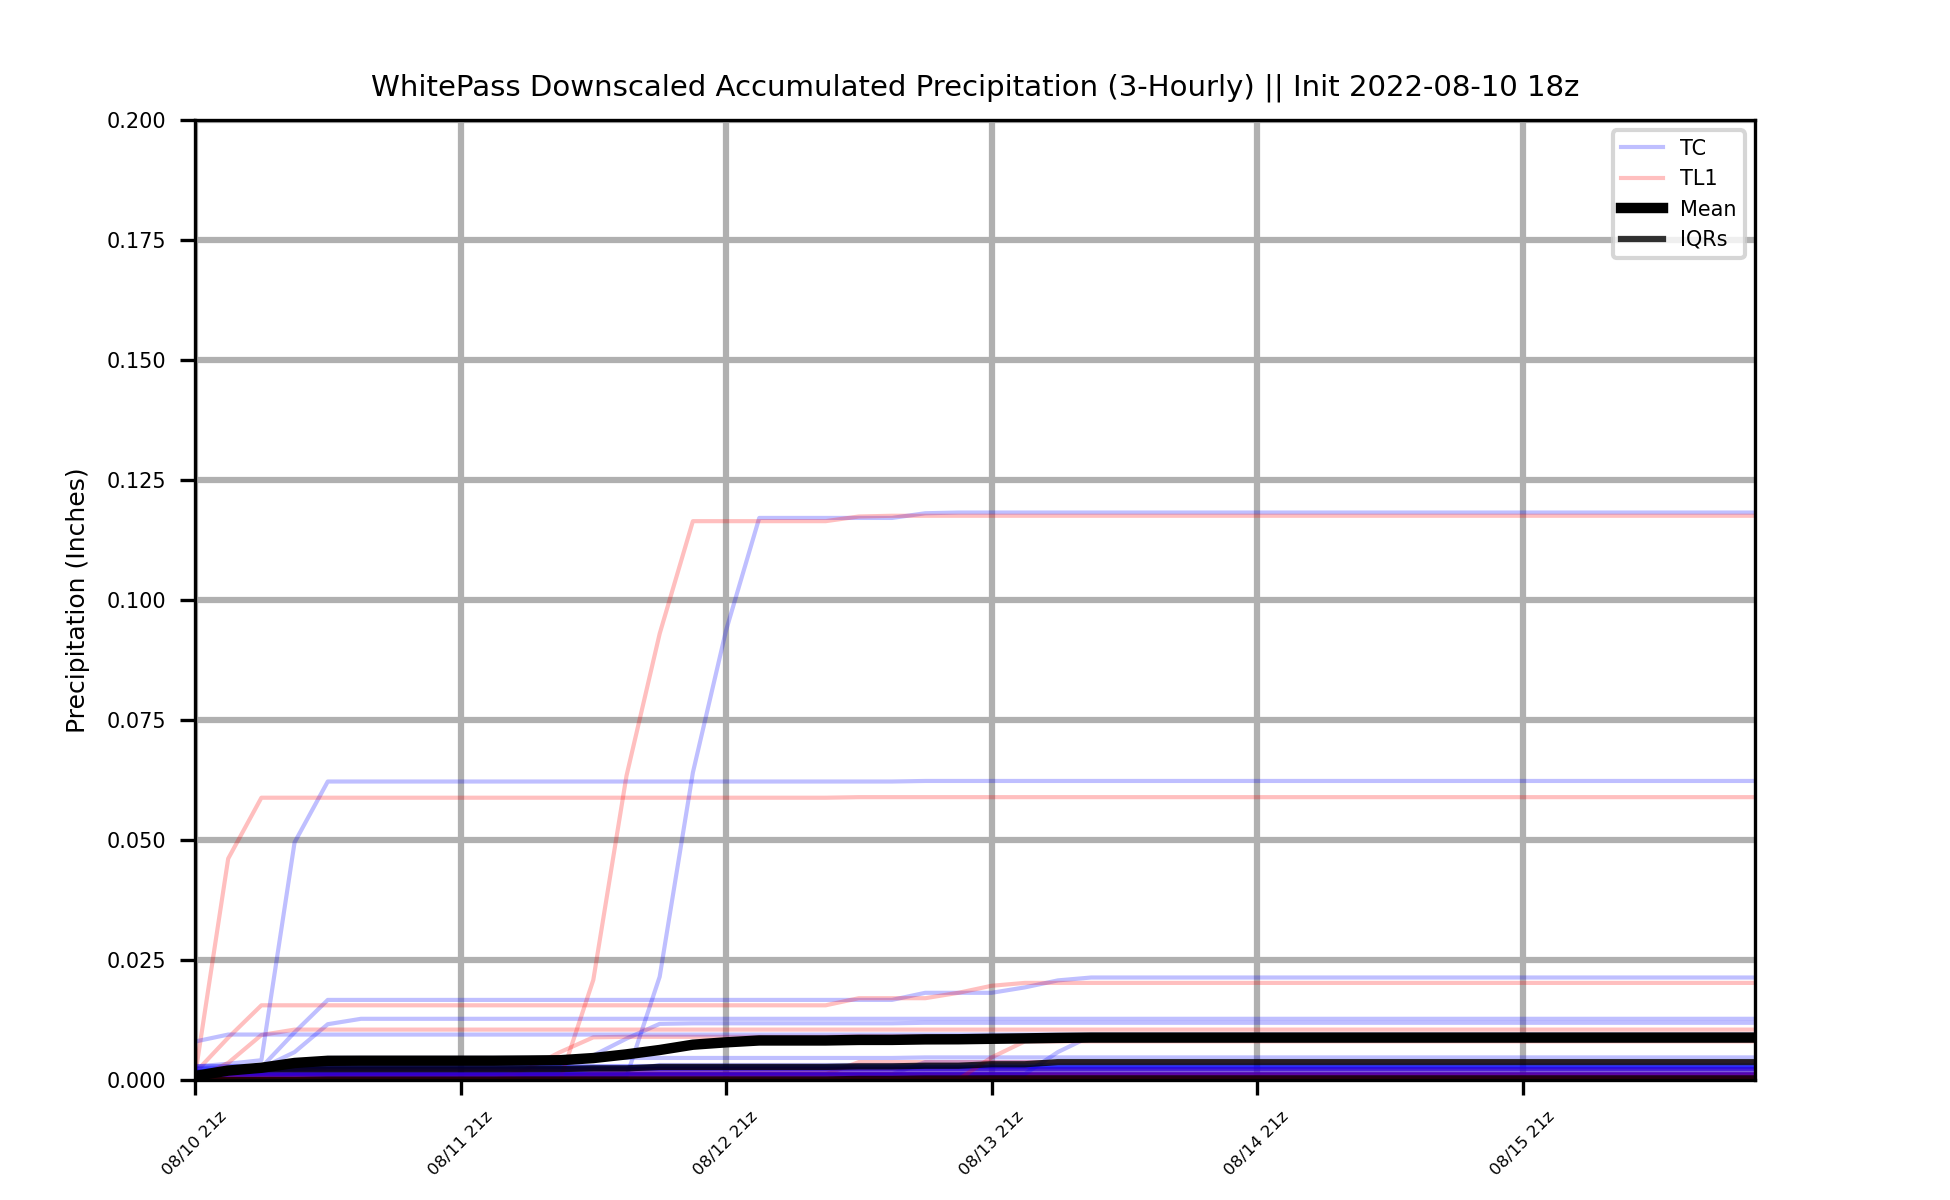 WhitePass Downscaled Accumulated Precipitation (3-Hourly) || Init 2022-08-10 18z
TC
TL1
Mean
IQRs
Precipitation (Inches)
0.200
0.175
0.150
0.125
0.100
0.075
0.050
0.025
0.000
08/10 21z
08/11 21z
08/12 21z
08/13 21z
08/14 21z
08/15 21z